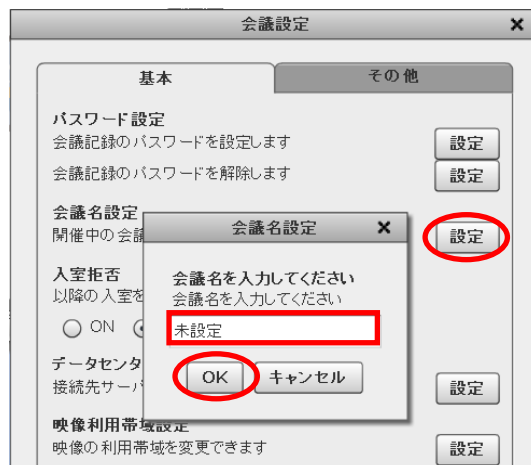 会議設定
基本
その他
パスワード設定
会議記録のパスワードを設定します
設定
会議記録のパスワードを解除します
設定
会議名設定
開催中の会議
設定
会議名設定
会議名を入力してください
会議名を入力してください
未設定
OK
キャンセル
入室拒否
以降の入室を
ON
データセンタ
接続先サーバ
設定
映像利用帯域設定
映像の利用帯域を変更できます
設定